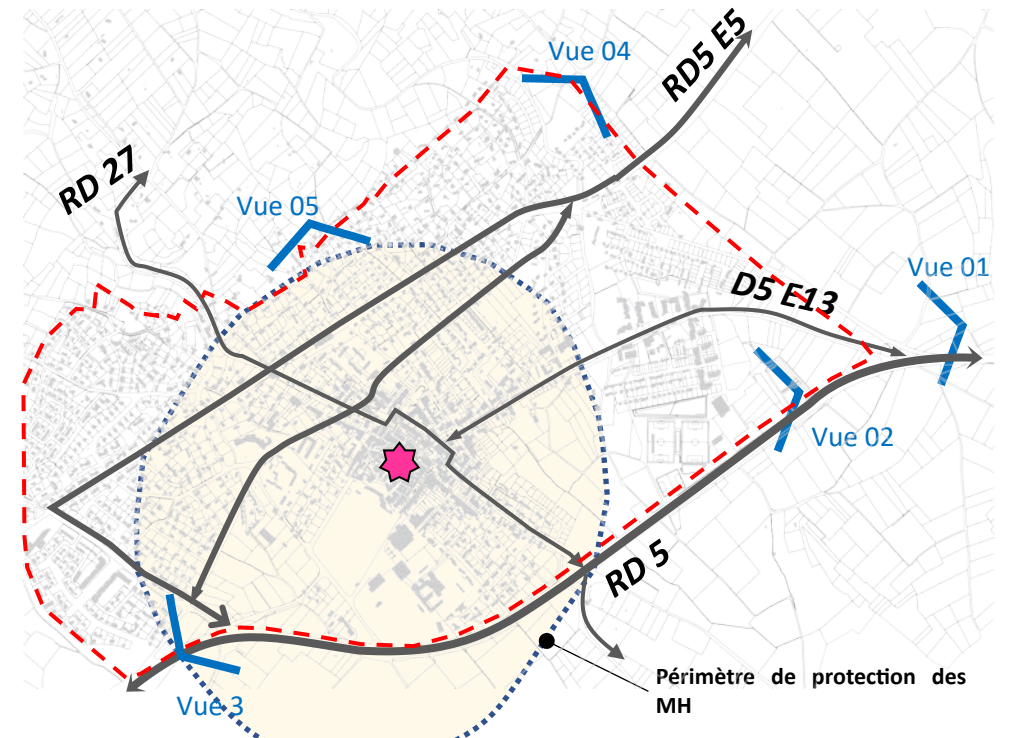 Vue 04
RD5 E5
RD 27
Vue 05
Vue 01
D5 E13
Vue 02
RD 5
Périmètre de protection des
MH
Vue 3